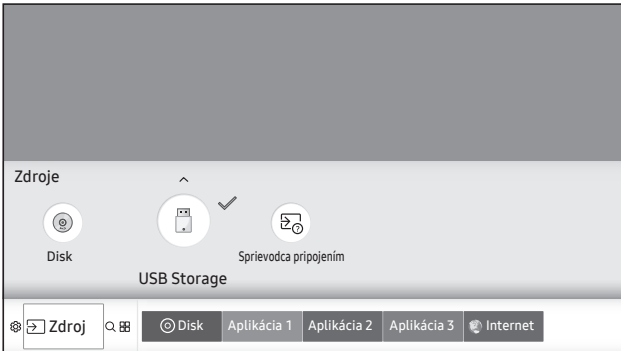 Zdroje
Disk
USB Storage
Sprievodca pripojením
Zdroj
Disk
Aplikácia 1
Aplikácia 2
Aplikácia 3
Internet